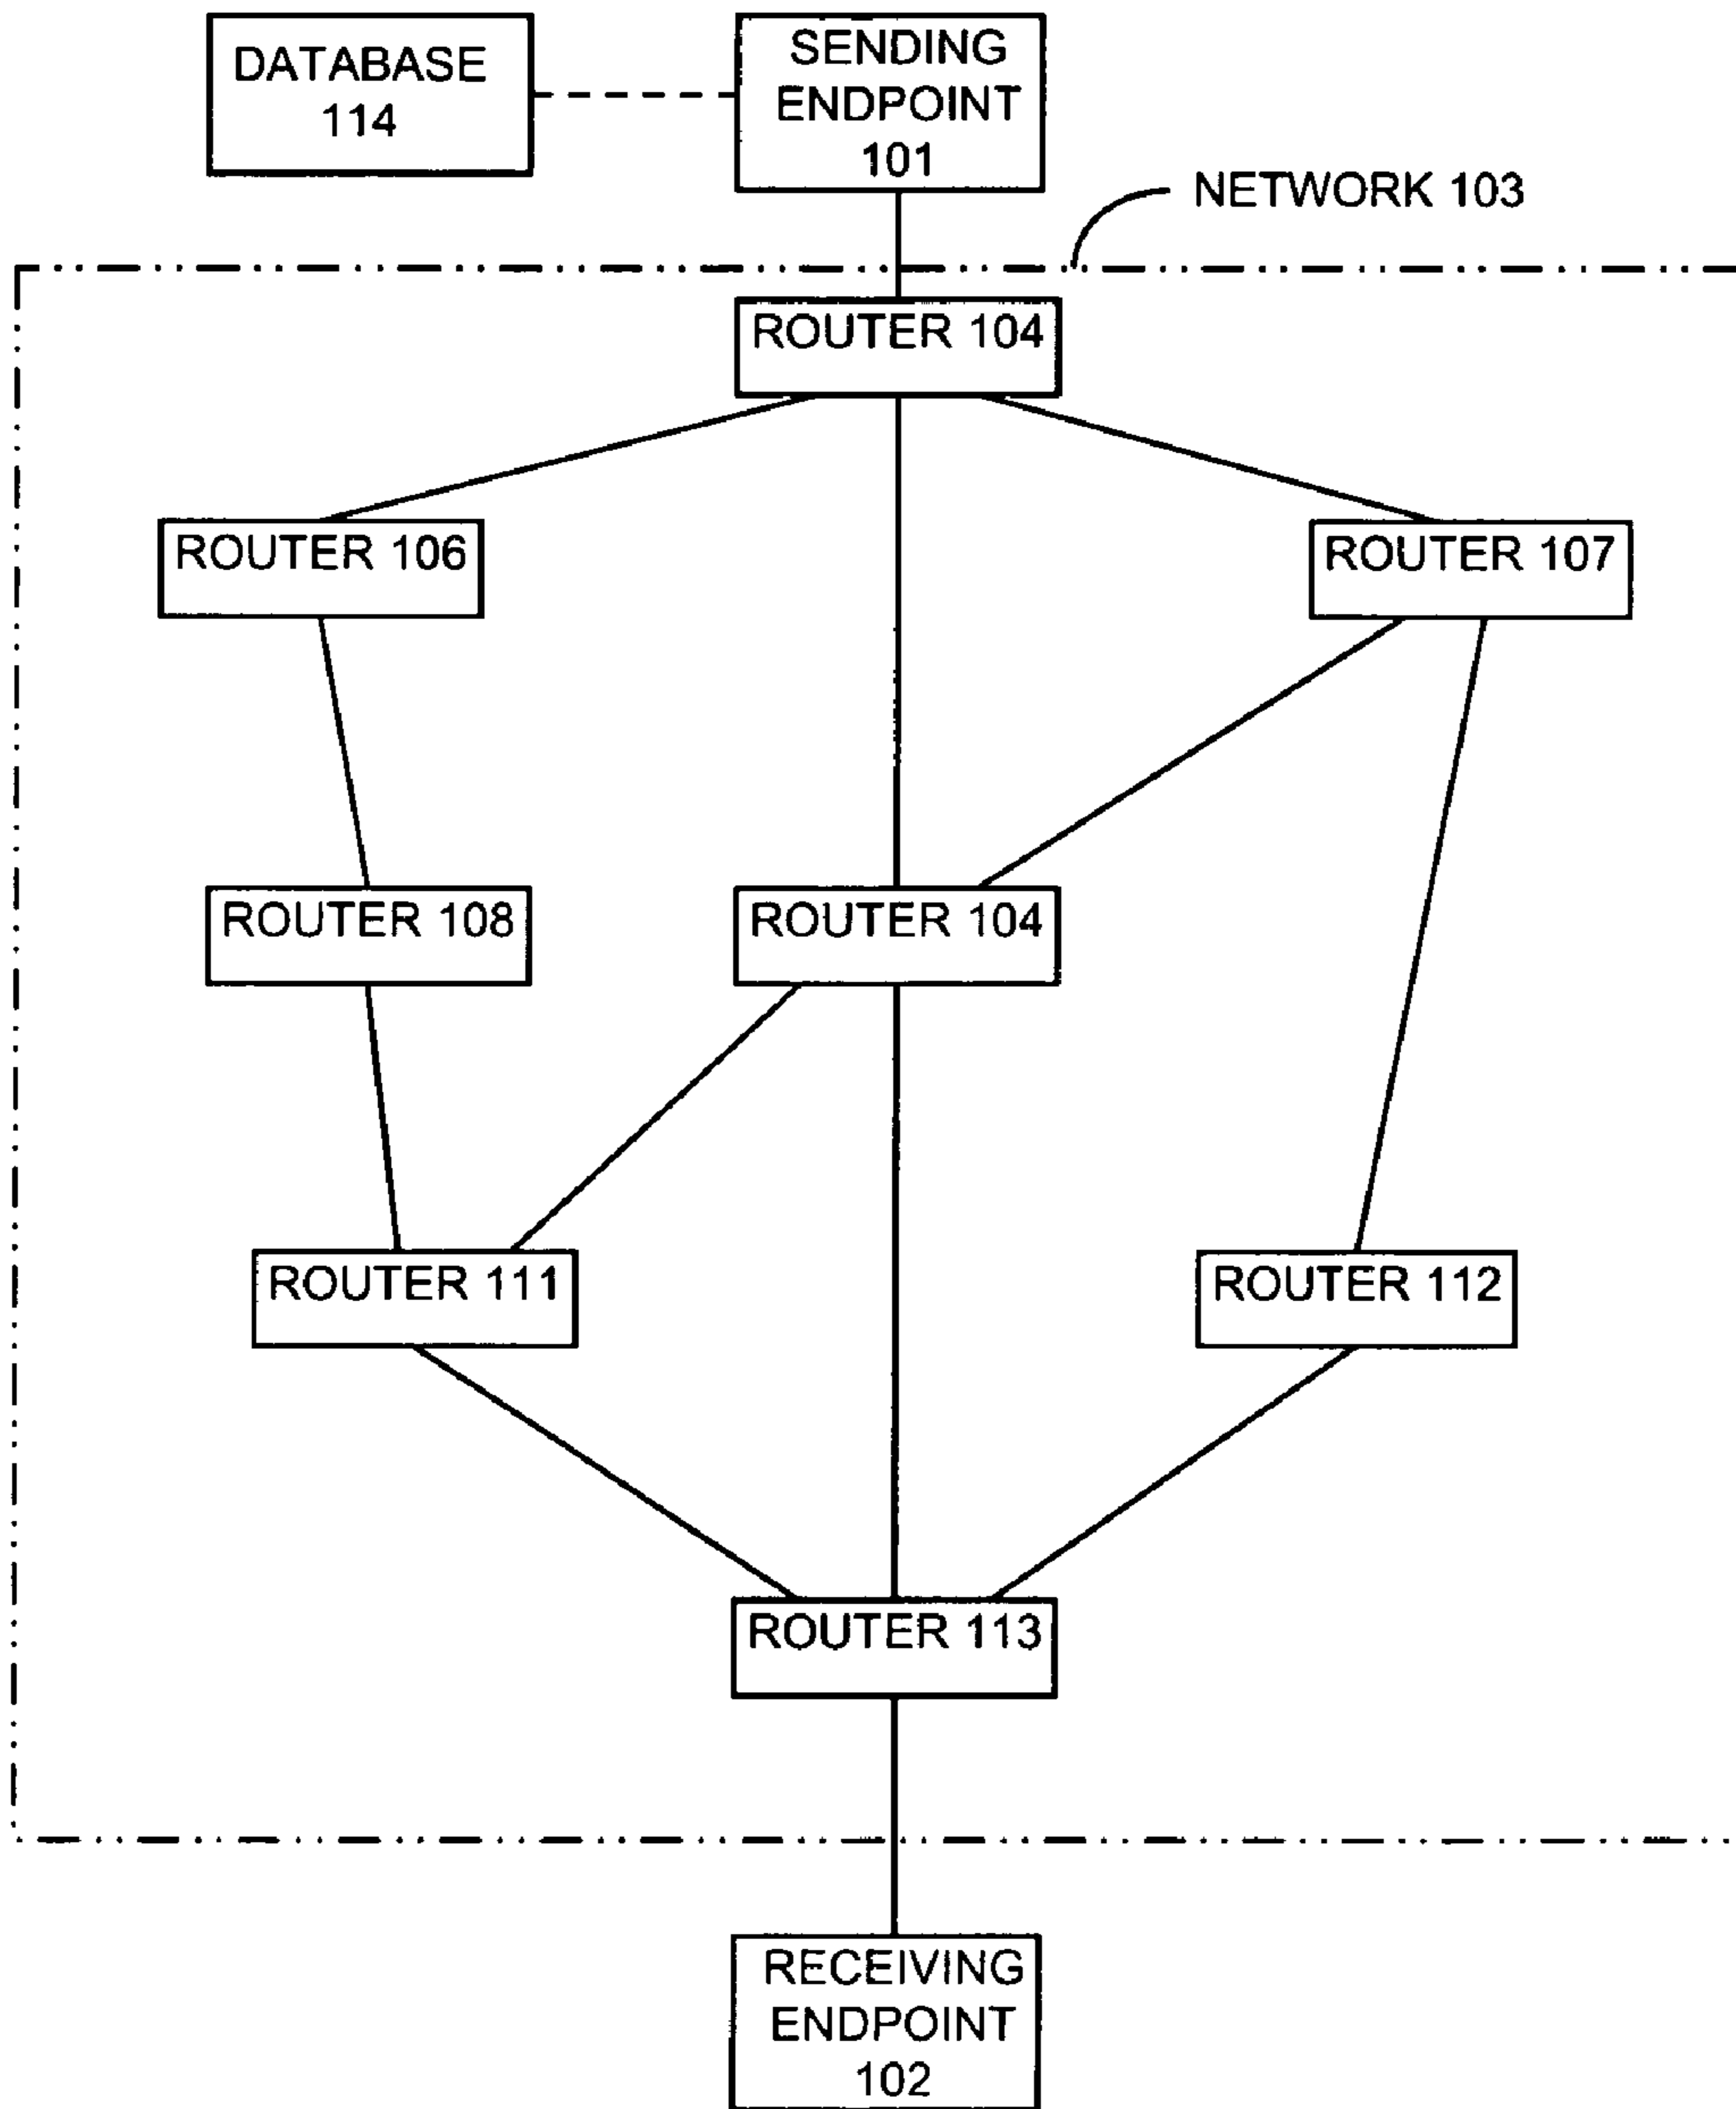 DATABASE
114
SENDING
ENDPOINT
101
NETWORK 103
ROUTER 104
ROUTER 106
ROUTER 107
ROUTER 108
ROUTER 104
ROUTER 111
ROUTER 112
ROUTER 113
RECEIVING
ENDPOINT
102